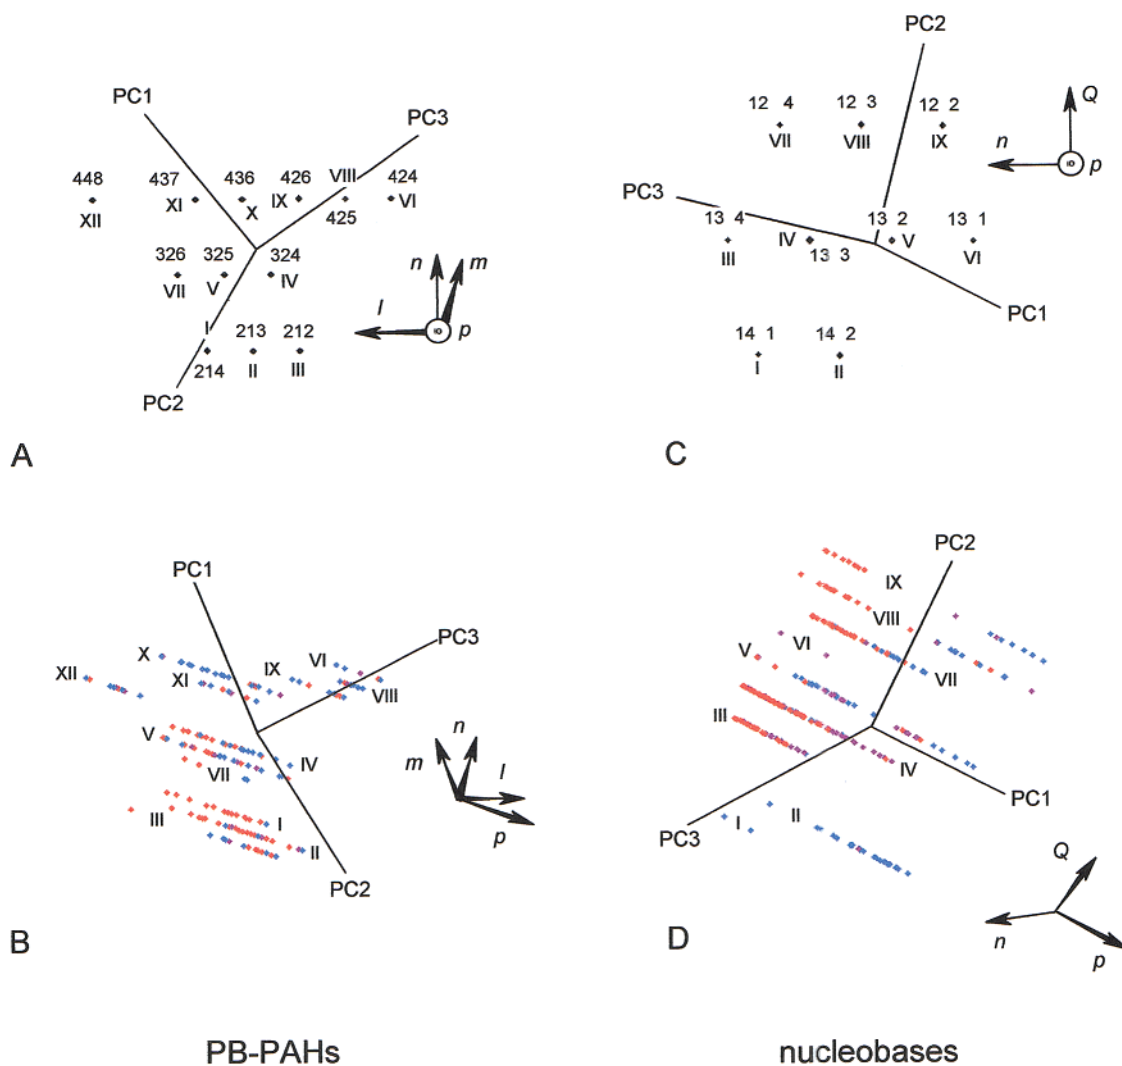 PC1
PC3
VIII
448 437 436 426 424
XII XI X IX 425 VI
326 325 324
VII V IV
I 213 212
214 II III
PC2
n m
l p
A
PC2
12 4 12 3 12 2
VII VIII IX
Q
n p
PC3
13 4 IV 13 2 13 1
III 13 3 V VI
PC1
14 1 14 2
I II
C
PC1
PC3
X IX VI
XII XI VIII
V IV
VII
III I
II
PC2
m n
l
p
B
PC2
IX
VIII
VI
V VII
III IV
PC1
PC3 I II
Q
n
p
D
PB-PAHs nucleobases